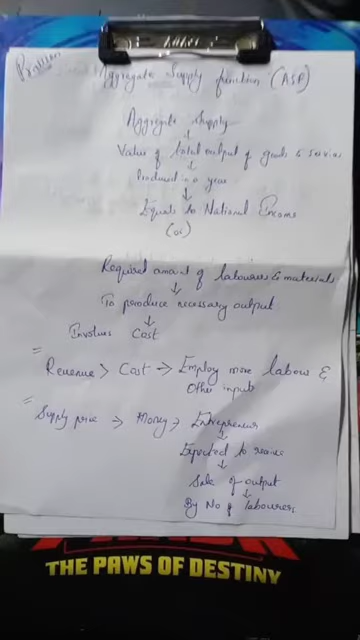 Aggregate Supply function (ASF)
Aggregate Supply
↓
Value of total output of goods & services
↓
Produced in a year
↓
Equals to National Income
(or)
Required amount of labourers & materials
↓
To produce necessary output
↓
Involves Cost
= Revenue > Cost → Employ more labour &
Other inputs
= Supply price → Money → Entrepreneur
↓
Expected to receive
↓
Sale of output
↓
By No of labourers
THE PAWS OF DESTINY